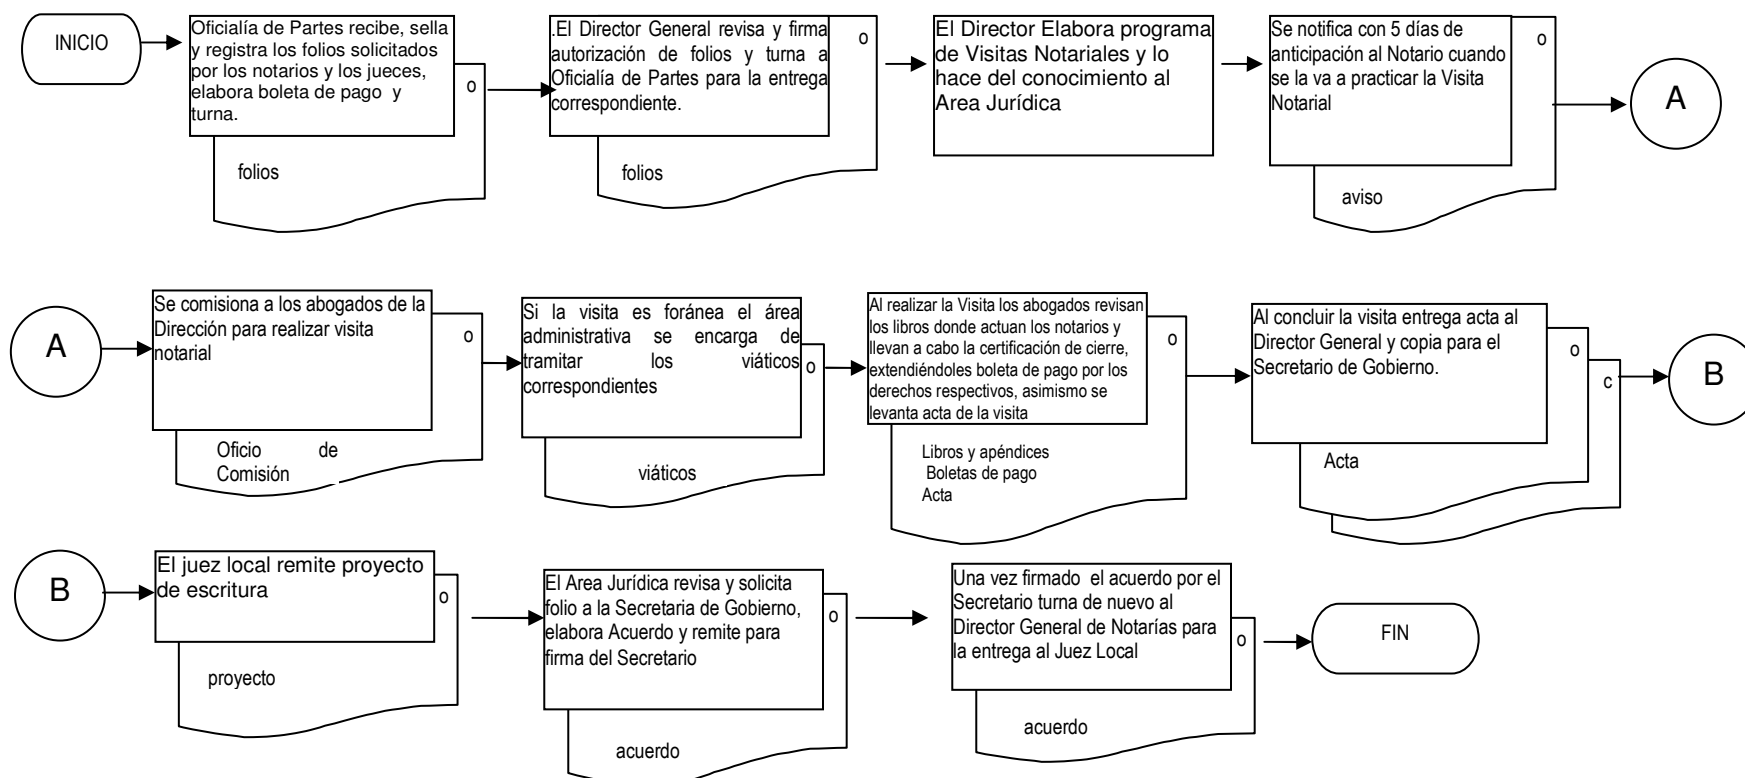 INICIO
Oficialía de Partes recibe, sella
y registra los folios solicitados
por los notarios y los jueces,
elabora boleta de pago y
turna.
o
folios
.El Director General revisa y firma
autorización de folios y turna a
Oficialía de Partes para la entrega
correspondiente.
o
folios
El Director Elabora programa
de Visitas Notariales y lo
hace del conocimiento al
Area Jurídica
Se notifica con 5 días de
anticipación al Notario cuando
se la va a practicar la Visita
Notarial
o
aviso
A
A
Se comisiona a los abogados de la
Dirección para realizar visita
notarial
o
Oficio de
Comisión
Si la visita es foránea el área
administrativa se encarga de
tramitar los viáticos
correspondientes
o
viáticos
Al realizar la Visita los abogados revisan
los libros donde actuan los notarios y
llevan a cabo la certificación de cierre,
extendiéndoles boleta de pago por los
derechos respectivos, asimismo se
levanta acta de la visita
o
Libros y apéndices
Boletas de pago
Acta
Al concluir la visita entrega acta al
Director General y copia para el
Secretario de Gobierno.
o
c
Acta
B
B
El juez local remite proyecto
de escritura
o
proyecto
El Area Jurídica revisa y solicita
folio a la Secretaria de Gobierno,
elabora Acuerdo y remite para
firma del Secretario
o
acuerdo
Una vez firmado el acuerdo por el
Secretario turna de nuevo al
Director General de Notarías para
la entrega al Juez Local
o
acuerdo
FIN